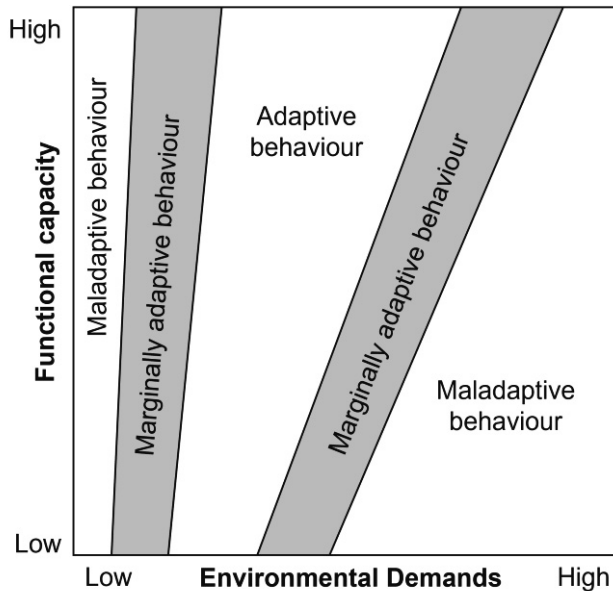 High
Functional capacity
Low
Maladaptive behaviour
Marginally adaptive behaviour
Adaptive
behaviour
Marginally adaptive behaviour
Maladaptive
behaviour
Low Environmental Demands High